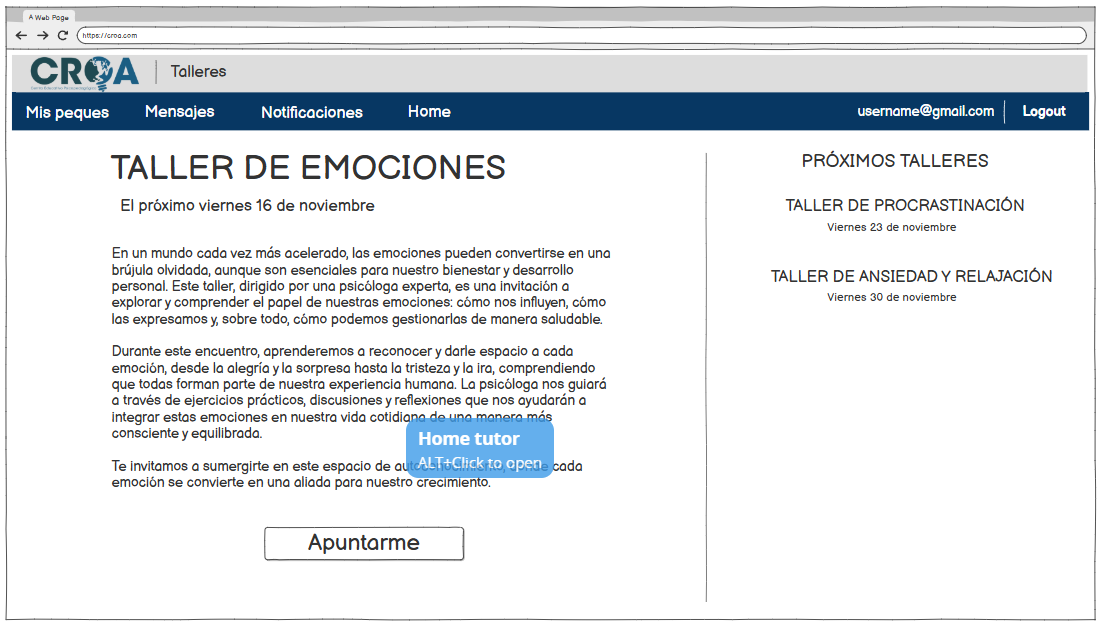 A Web Page
https://croa.com
CROA
Talleres
Mis peques
Mensajes
Notificaciones
Home
username@gmail.com
Logout
TALLER DE EMOCIONES
El próximo viernes 16 de noviembre
En un mundo cada vez más acelerado, las emociones pueden convertirse en una
brújula olvidada, aunque son esenciales para nuestro bienestar y desarrollo
personal. Este taller, dirigido por una psicóloga experta, es una invitación a
explorar y comprender el papel de nuestras emociones: cómo nos influyen, cómo
las expresamos y, sobre todo, cómo podemos gestionarlas de manera saludable.
Durante este encuentro, aprenderemos a reconocer y darle espacio a cada
emoción, desde la alegría y la sorpresa hasta la tristeza y la ira, comprendiendo
que todas forman parte de nuestra experiencia humana. La psicóloga nos guiará
a través de ejercicios prácticos, discusiones y reflexiones que nos ayudarán a
integrar estas emociones en nuestra vida cotidiana de una manera más
consciente y equilibrada.
Te invitamos a sumergirte en este espacio de cada
emoción se convierte en una aliada para nuestro crecimiento.
Home tutor
ALT+Click to open
Apuntarme
PRÓXIMOS TALLERES
TALLER DE PROCRASTINACIÓN
Viernes 23 de noviembre
TALLER DE ANSIEDAD Y RELAJACIÓN
Viernes 30 de noviembre